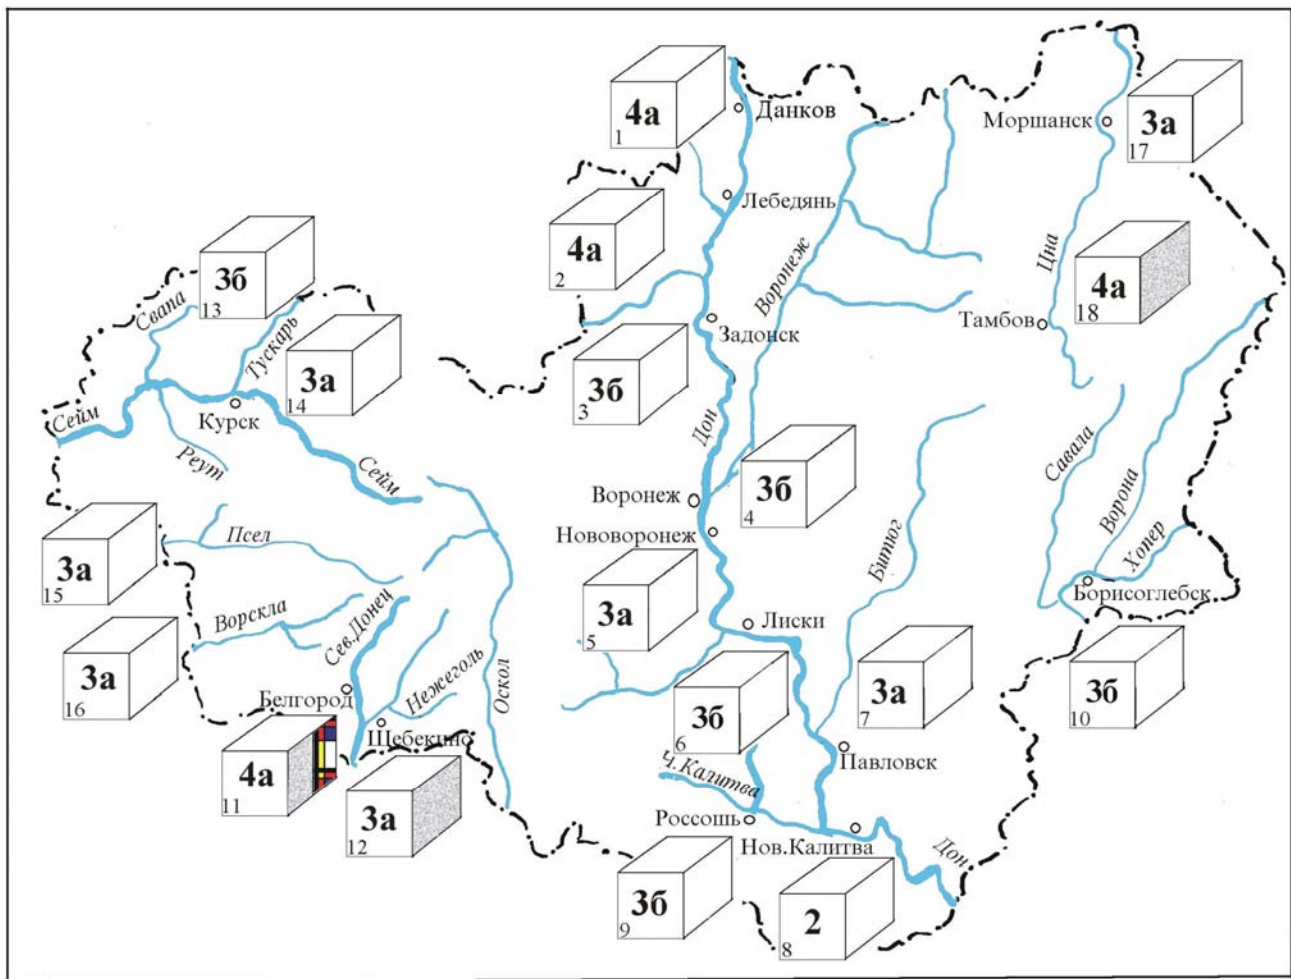 4а
1
Данков
Моршанск
3а
17
Лебедянь
4а
2
Воронеж
Цна
4а
18
3б
13
Свапа
Тускарь
Задонск
Тамбов
3а
14
3б
3
Сейм
Курск
Дон
Реут
Сейм
Савала
Ворона
3б
4
Воронеж
Нововоронеж
Битюг
Хопер
Псел
3а
15
Борисоглебск
3а
5
Лиски
Ворскла
Сев.Донец
3а
16
Нежеголь
Оскол
3б
6
3а
7
3б
10
Белгород
Шебекино
4а
11
Павловск
Ч.Калитва
3а
12
Россошь
Нов.Калитва
Дон
3б
9
2
8